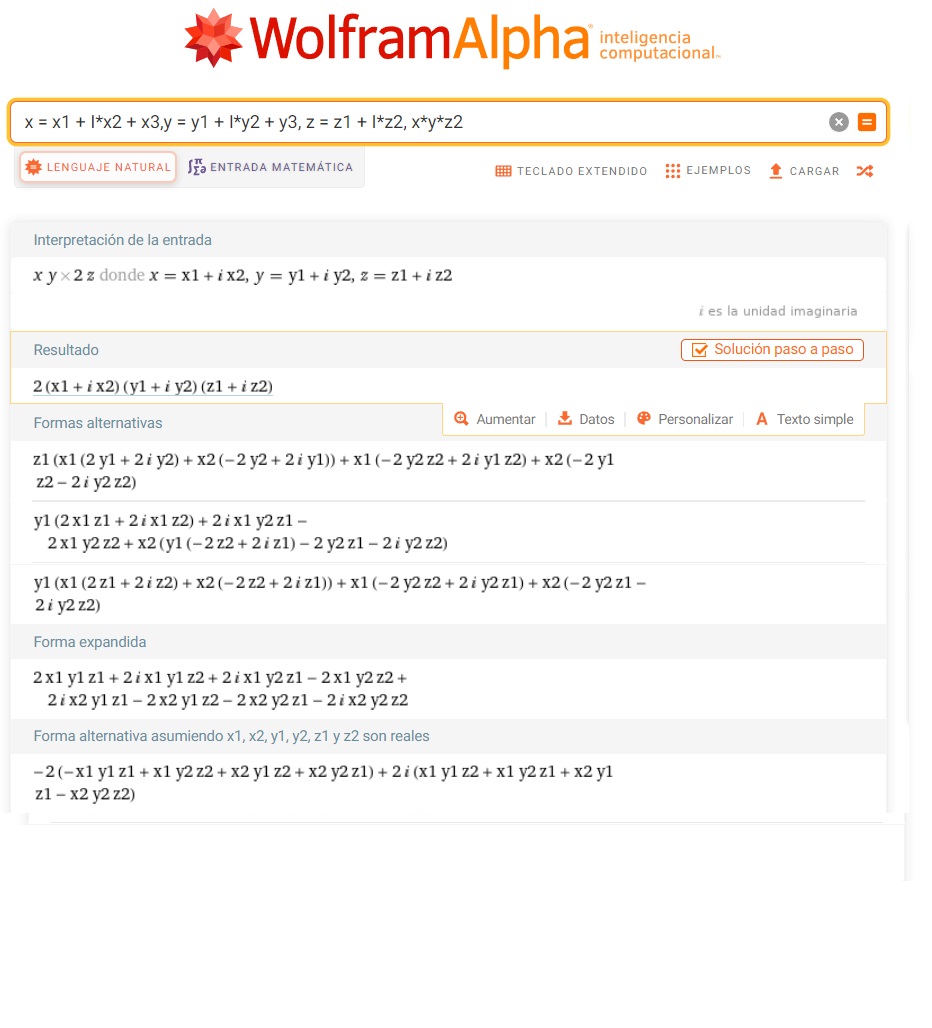 WolframAlpha inteligencia computacional™
x = x1 + I*x2 + x3,y = y1 + I*y2 + y3, z = z1 + I*z2, x*y*z2
LENGUAJE NATURAL ENTRADA MATEMÁTICA TECLADO EXTENDIDO EJEMPLOS CARGAR
Interpretación de la entrada
x y × 2 z donde x = x1 + i x2, y = y1 + i y2, z = z1 + i z2
i es la unidad imaginaria
Resultado Solución paso a paso
2 (x1 + i x2) (y1 + i y2) (z1 + i z2)
Formas alternativas Aumentar Datos Personalizar Texto simple
z1 (x1 (2 y1 + 2 i y2) + x2 (−2 y2 + 2 i y1)) + x1 (−2 y2 z2 + 2 i y1 z2) + x2 (−2 y1
z2 − 2 i y2 z2)
y1 (2 x1 z1 + 2 i x1 z2) + 2 i x1 y2 z1 −
2 x1 y2 z2 + x2 (y1 (−2 z2 + 2 i z1) − 2 y2 z1 − 2 i y2 z2)
y1 (x1 (2 z1 + 2 i z2) + x2 (−2 z2 + 2 i z1)) + x1 (−2 y2 z2 + 2 i y2 z1) + x2 (−2 y2 z1 −
2 i y2 z2)
Forma expandida
2 x1 y1 z1 + 2 i x1 y1 z2 + 2 i x1 y2 z1 − 2 x1 y2 z2 +
2 i x2 y1 z1 − 2 x2 y1 z2 − 2 x2 y2 z1 − 2 i x2 y2 z2
Forma alternativa asumiendo x1, x2, y1, y2, z1 y z2 son reales
−2 (−x1 y1 z1 + x1 y2 z2 + x2 y1 z2 + x2 y2 z1) + 2 i (x1 y1 z2 + x1 y2 z1 + x2 y1
z1 − x2 y2 z2)